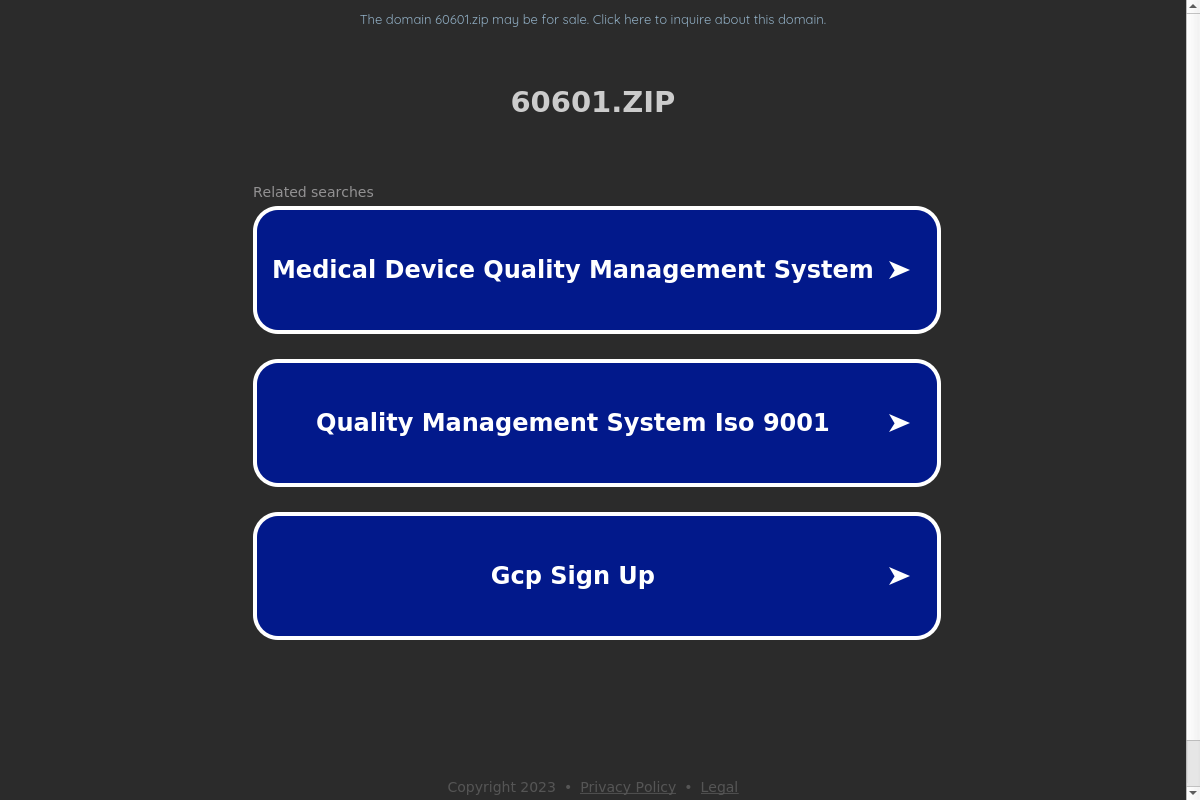 The domain 60601.zip may be for sale. Click here to inquire about this domain.
60601.ZIP
Related searches
Medical Device Quality Management System ➤
Quality Management System Iso 9001 ➤
Gcp Sign Up ➤
Copyright 2023 • Privacy Policy • Legal